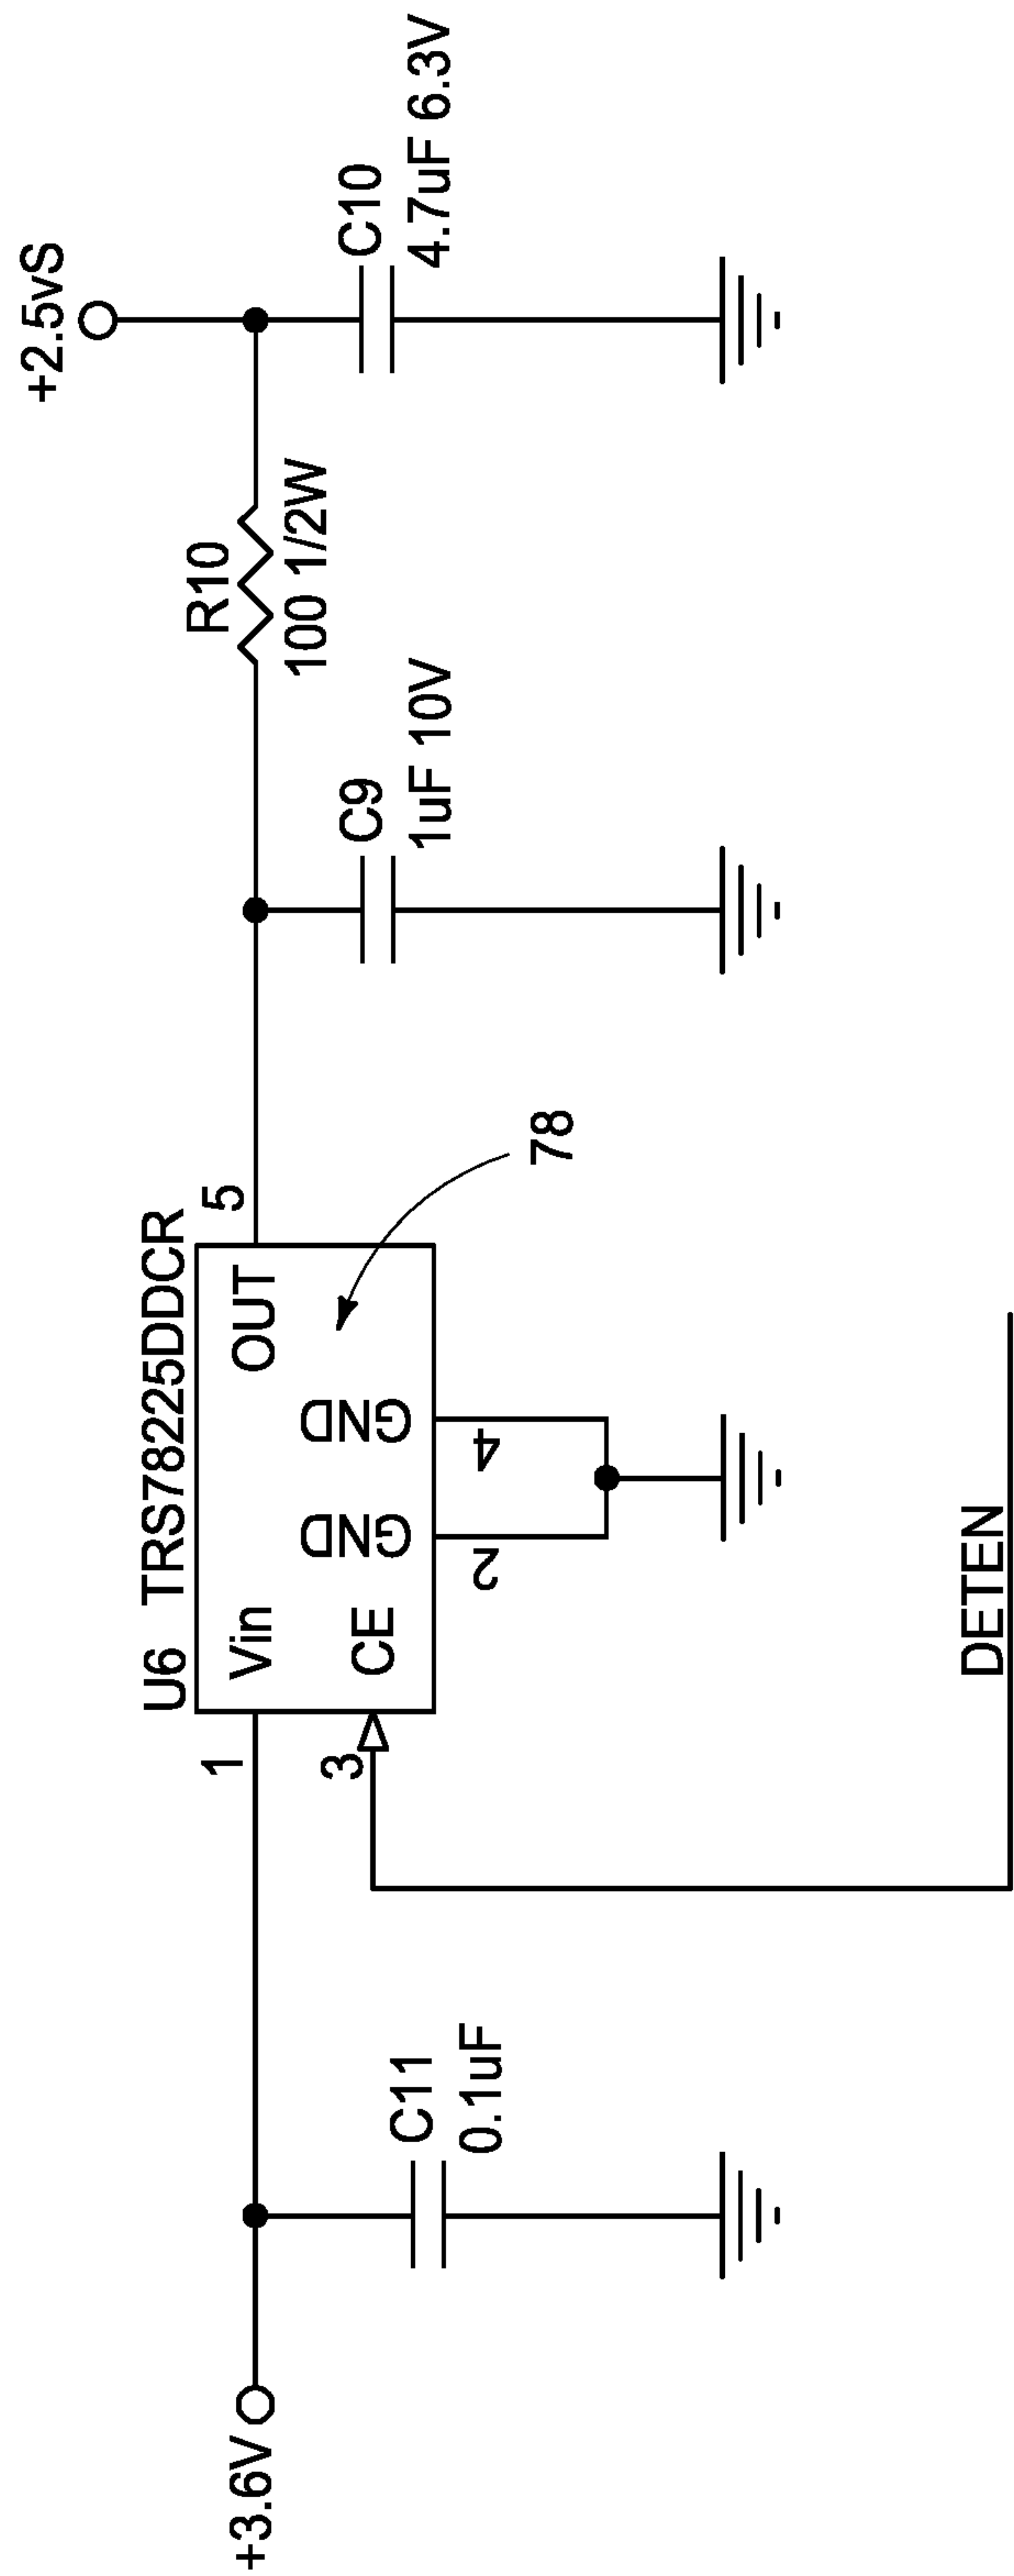 +2.5vS
U6 TRS78225DDCR
+3.6V
1
Vin
OUT
5
R10
100 1/2W
3
CE
GND
GND
2
4
78
C11
0.1uF
C9
1uF 10V
C10
4.7uF 6.3V
DETEN